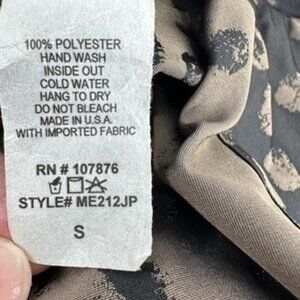 100% POLYESTER
HAND WASH
INSIDE OUT
COLD WATER
HANG TO DRY
DO NOT BLEACH
MADE IN U.S.A.
WITH IMPORTED FABRIC
RN # 107876
STYLE# ME212JP
S